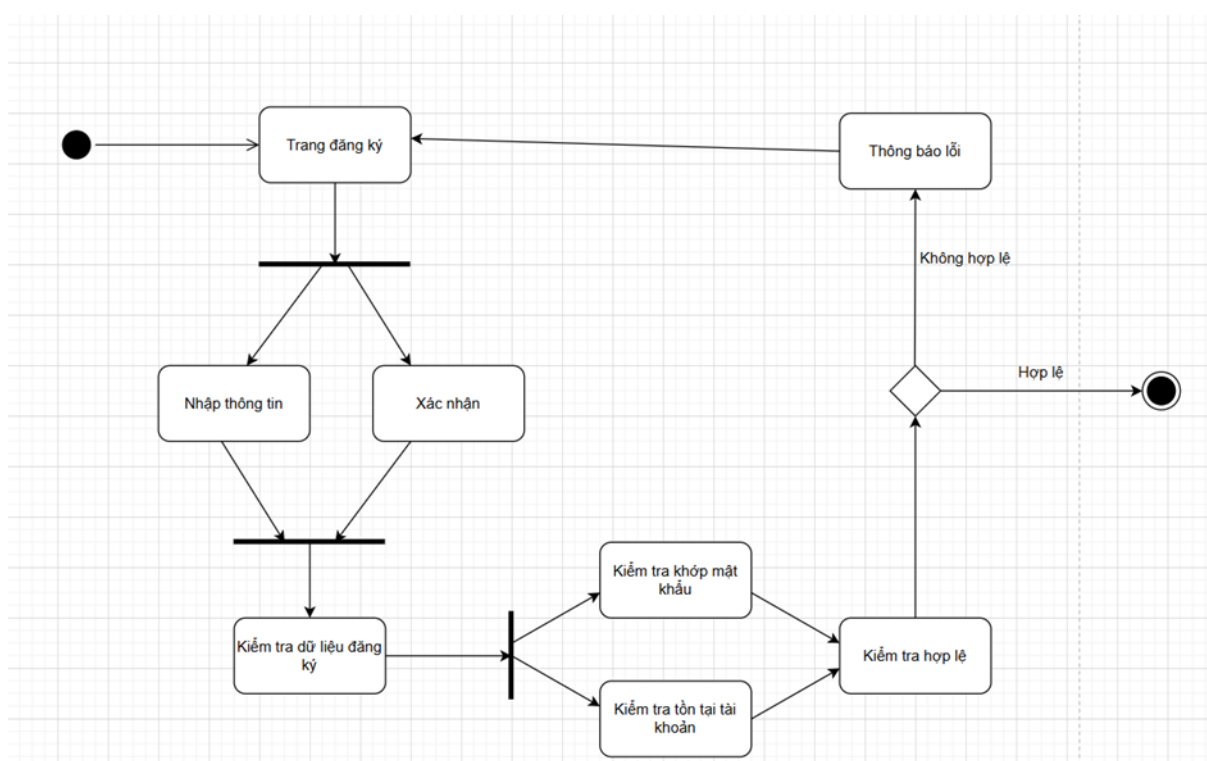 Trang đăng ký
Thông báo lỗi
Không hợp lệ
Hợp lệ
Nhập thông tin
Xác nhận
Kiểm tra khớp mật
khẩu
Kiểm tra dữ liệu đăng
ký
Kiểm tra hợp lệ
Kiểm tra tồn tại tài
khoản